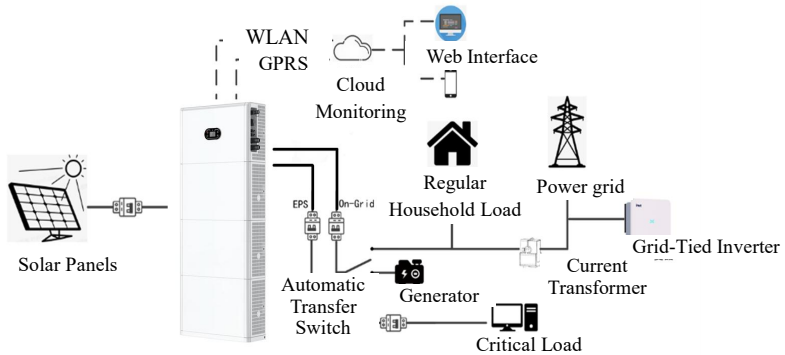 WLAN
GPRS
Cloud
Monitoring
Web Interface
Regular
Household Load
Power grid
EPS
On-Grid
Solar Panels
Automatic
Transfer
Switch
Generator
Current
Transformer
Grid-Tied Inverter
Critical Load